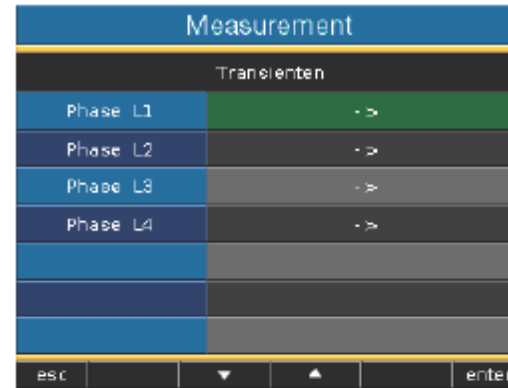 Measurement
Transienten
Phase L1 ->
Phase L2 ->
Phase L3 ->
Phase L4 ->
esc ▼ ▲ enter